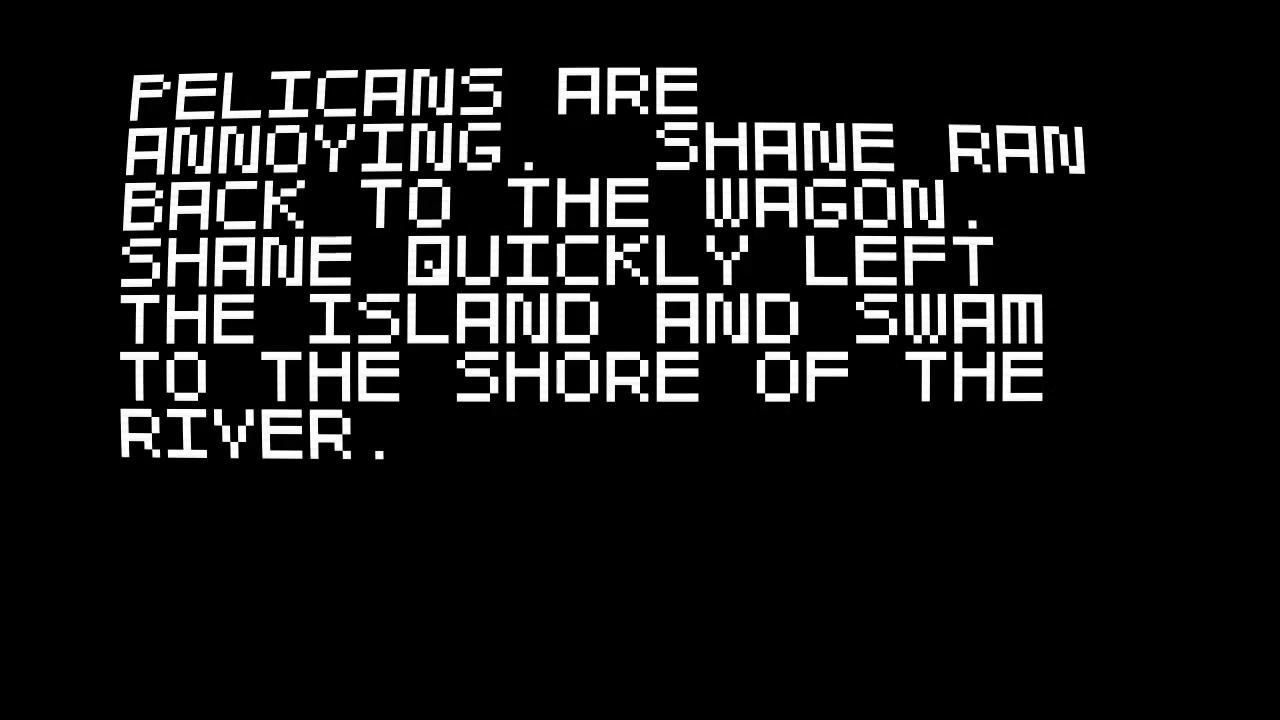 PELICANS ARE
ANNOYING.  SHANE RAN
BACK TO THE WAGON.
SHANE QUICKLY LEFT
THE ISLAND AND SWAM
TO THE SHORE OF THE
RIVER.